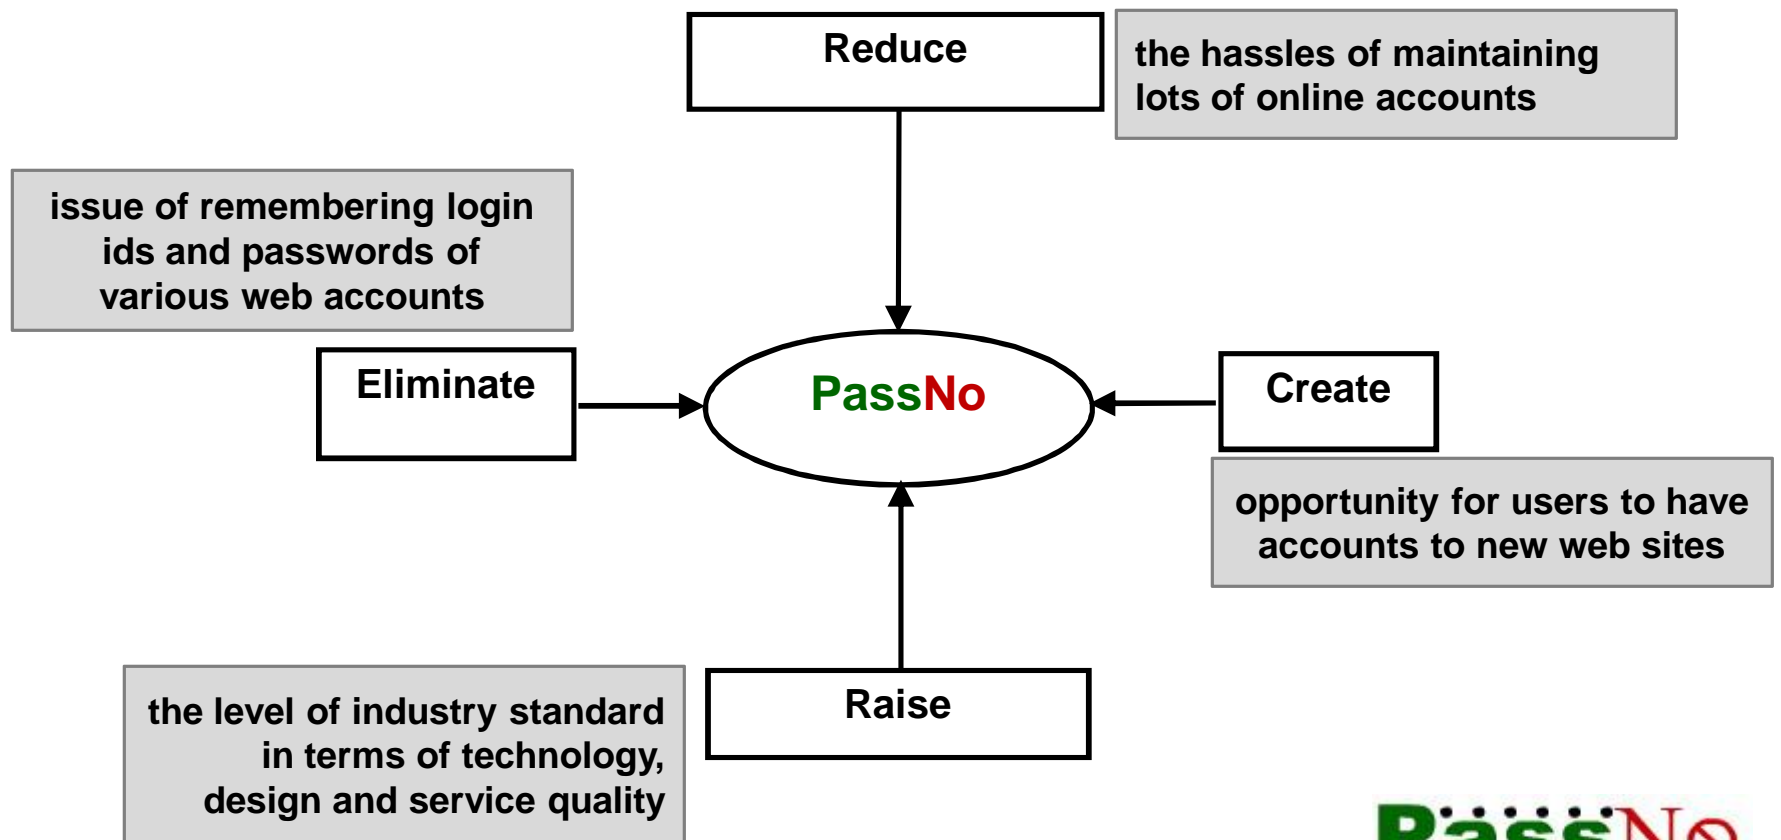 Reduce
the hassles of maintaining
lots of online accounts
issue of remembering login
ids and passwords of
various web accounts
Eliminate
PassNo
Create
opportunity for users to have
accounts to new web sites
the level of industry standard
in terms of technology,
design and service quality
Raise
PassNo